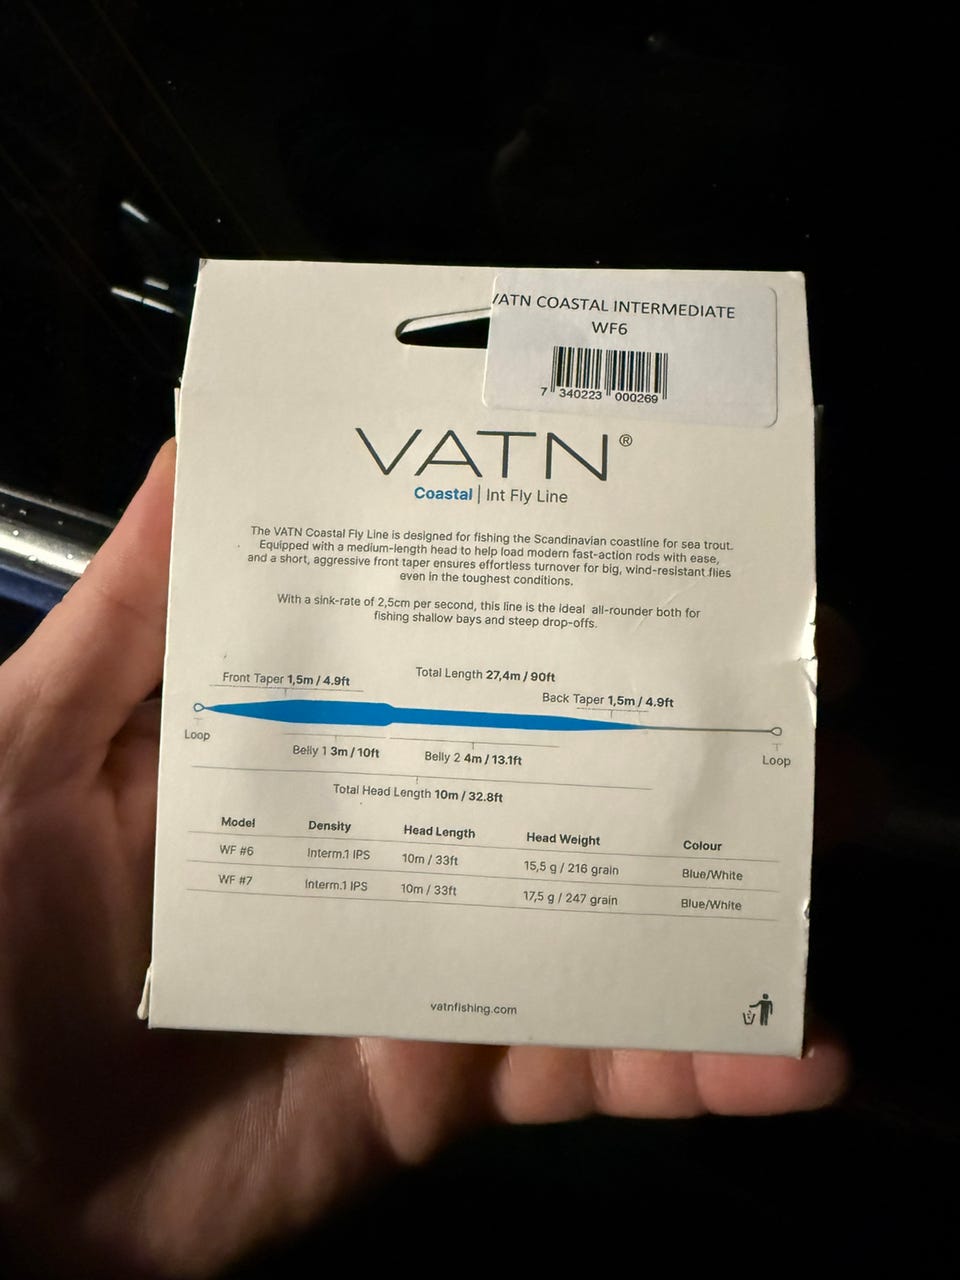 VATN COASTAL INTERMEDIATE
WF6
7 340223 000269
VATN®
Coastal | Int Fly Line
The VATN Coastal Fly Line is designed for fishing the Scandinavian coastline for sea trout.
Equipped with a medium-length head to help load modern fast-action rods with ease,
and a short, aggressive front taper ensures effortless turnover for big, wind-resistant flies
even in the toughest conditions.
With a sink-rate of 2,5cm per second, this line is the ideal all-rounder both for
fishing shallow bays and steep drop-offs.
Total Length 27,4m / 90ft
Front Taper 1,5m / 4.9ft
Back Taper 1,5m / 4.9ft
Loop
Loop
Belly 1 3m / 10ft
Belly 2 4m / 13.1ft
Total Head Length 10m / 32.8ft
Model Density Head Length Head Weight Colour
WF #6 Interm.1 IPS 10m / 33ft 15,5 g / 216 grain Blue/White
WF #7 Interm.1 IPS 10m / 33ft 17,5 g / 247 grain Blue/White
vatnfishing.com